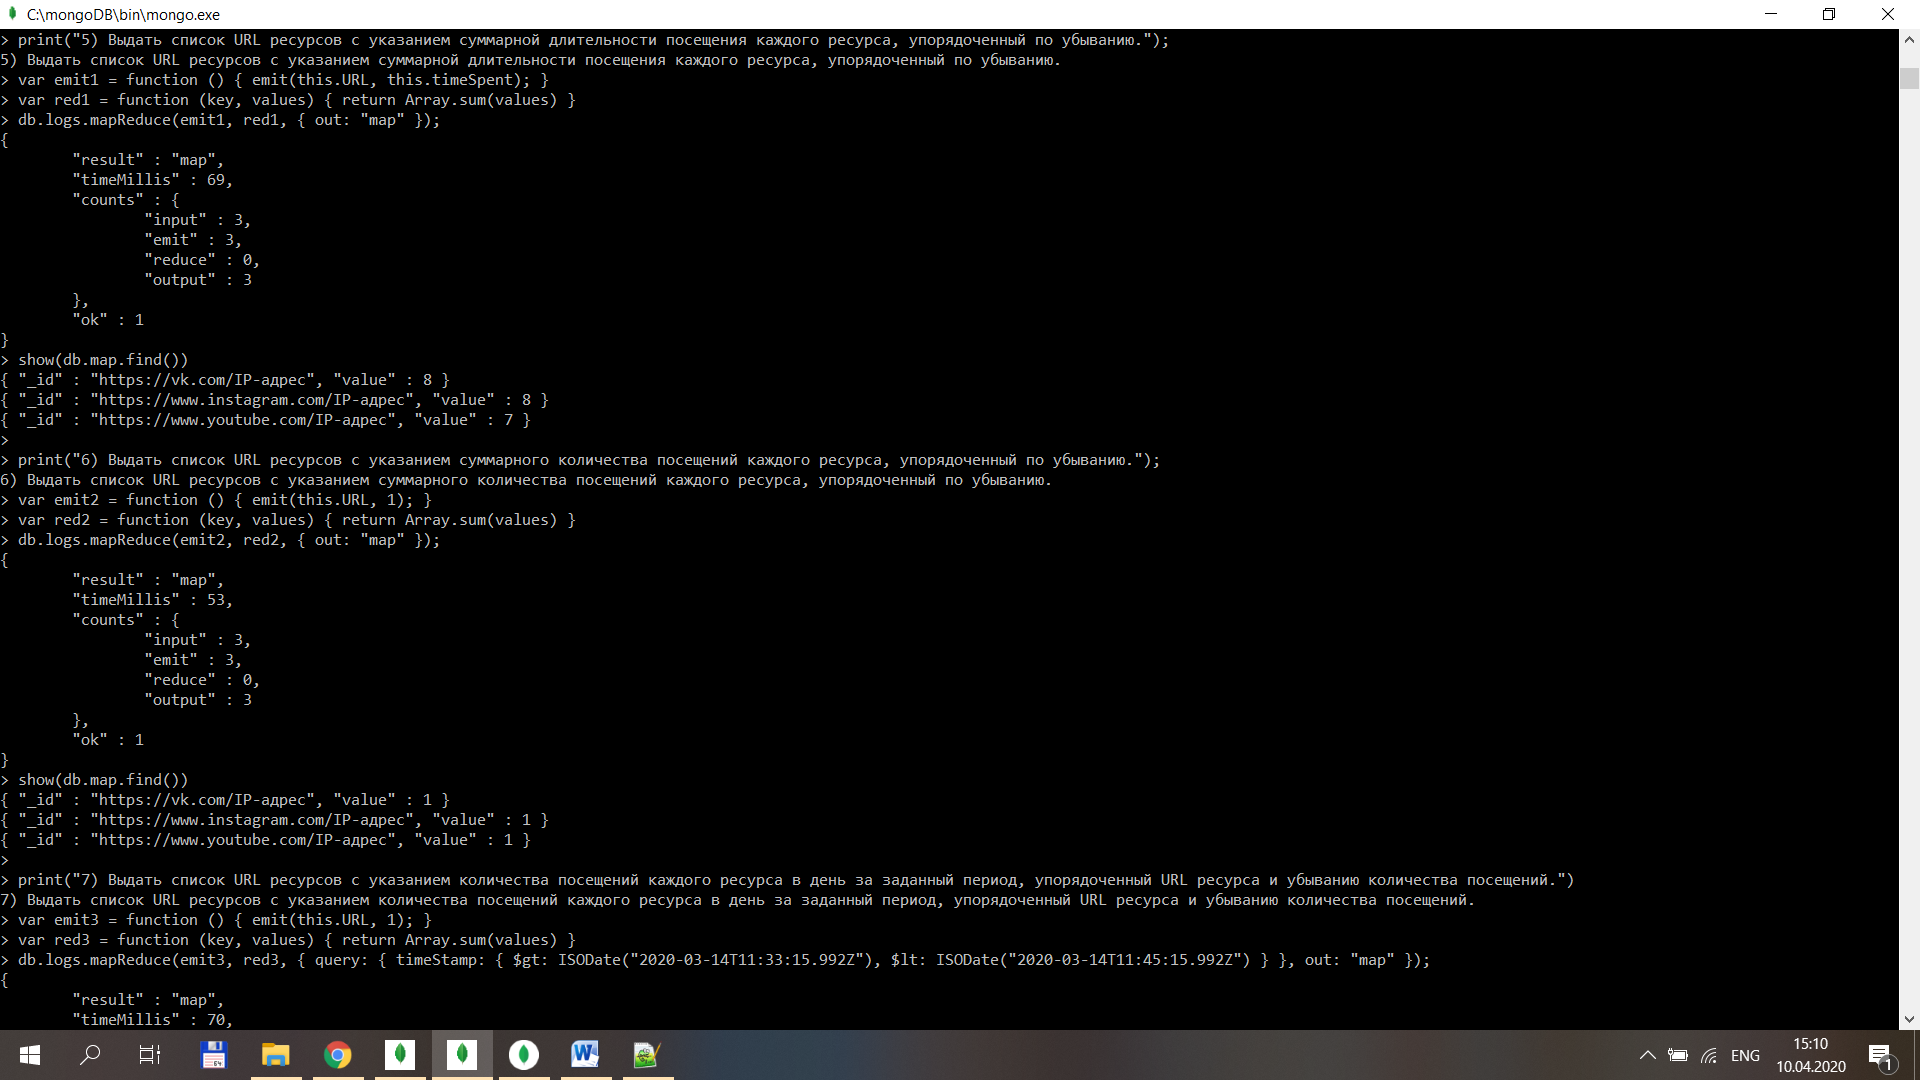 C:\mongoDB\bin\mongo.exe
> print("5) Выдать список URL ресурсов с указанием суммарной длительности посещения каждого ресурса, упорядоченный по убыванию.");
5) Выдать список URL ресурсов с указанием суммарной длительности посещения каждого ресурса, упорядоченный по убыванию.
> var emit1 = function () { emit(this.URL, this.timeSpent); }
> var red1 = function (key, values) { return Array.sum(values) }
> db.logs.mapReduce(emit1, red1, { out: "map" });
{
"result" : "map",
"timeMillis" : 69,
"counts" : {
"input" : 3,
"emit" : 3,
"reduce" : 0,
"output" : 3
},
"ok" : 1
}
> show(db.map.find())
{ "_id" : "https://vk.com/IP-адрес", "value" : 8 }
{ "_id" : "https://www.instagram.com/IP-адрес", "value" : 8 }
{ "_id" : "https://www.youtube.com/IP-адрес", "value" : 7 }
>
> print("6) Выдать список URL ресурсов с указанием суммарного количества посещений каждого ресурса, упорядоченный по убыванию.");
6) Выдать список URL ресурсов с указанием суммарного количества посещений каждого ресурса, упорядоченный по убыванию.
> var emit2 = function () { emit(this.URL, 1); }
> var red2 = function (key, values) { return Array.sum(values) }
> db.logs.mapReduce(emit2, red2, { out: "map" });
{
"result" : "map",
"timeMillis" : 53,
"counts" : {
"input" : 3,
"emit" : 3,
"reduce" : 0,
"output" : 3
},
"ok" : 1
}
> show(db.map.find())
{ "_id" : "https://vk.com/IP-адрес", "value" : 1 }
{ "_id" : "https://www.instagram.com/IP-адрес", "value" : 1 }
{ "_id" : "https://www.youtube.com/IP-адрес", "value" : 1 }
>
> print("7) Выдать список URL ресурсов с указанием количества посещений каждого ресурса в день за заданный период, упорядоченный URL ресурса и убыванию количества посещений.")
7) Выдать список URL ресурсов с указанием количества посещений каждого ресурса в день за заданный период, упорядоченный URL ресурса и убыванию количества посещений.
> var emit3 = function () { emit(this.URL, 1); }
> var red3 = function (key, values) { return Array.sum(values) }
> db.logs.mapReduce(emit3, red3, { query: { timeStamp: { $gt: ISODate("2020-03-14T11:33:15.992Z"), $lt: ISODate("2020-03-14T11:45:15.992Z") } }, out: "map" });
{
"result" : "map",
"timeMillis" : 70,
64
ENG
15:10
10.04.2020
1